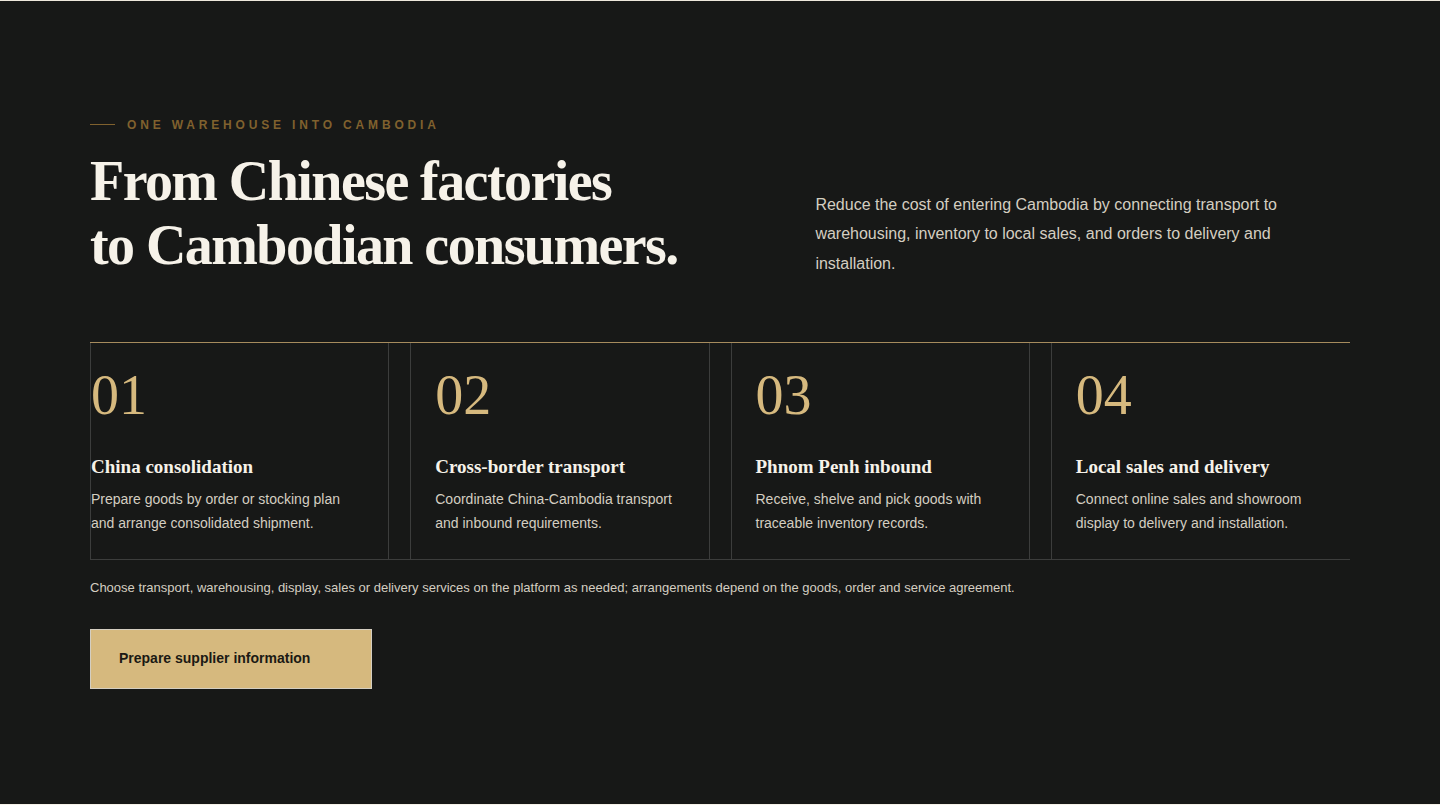 ONE WAREHOUSE INTO CAMBODIA
From Chinese factories
to Cambodian consumers.
Reduce the cost of entering Cambodia by connecting transport to
warehousing, inventory to local sales, and orders to delivery and
installation.
01
China consolidation
Prepare goods by order or stocking plan
and arrange consolidated shipment.
02
Cross-border transport
Coordinate China-Cambodia transport
and inbound requirements.
03
Phnom Penh inbound
Receive, shelve and pick goods with
traceable inventory records.
04
Local sales and delivery
Connect online sales and showroom
display to delivery and installation.
Choose transport, warehousing, display, sales or delivery services on the platform as needed; arrangements depend on the goods, order and service agreement.
Prepare supplier information